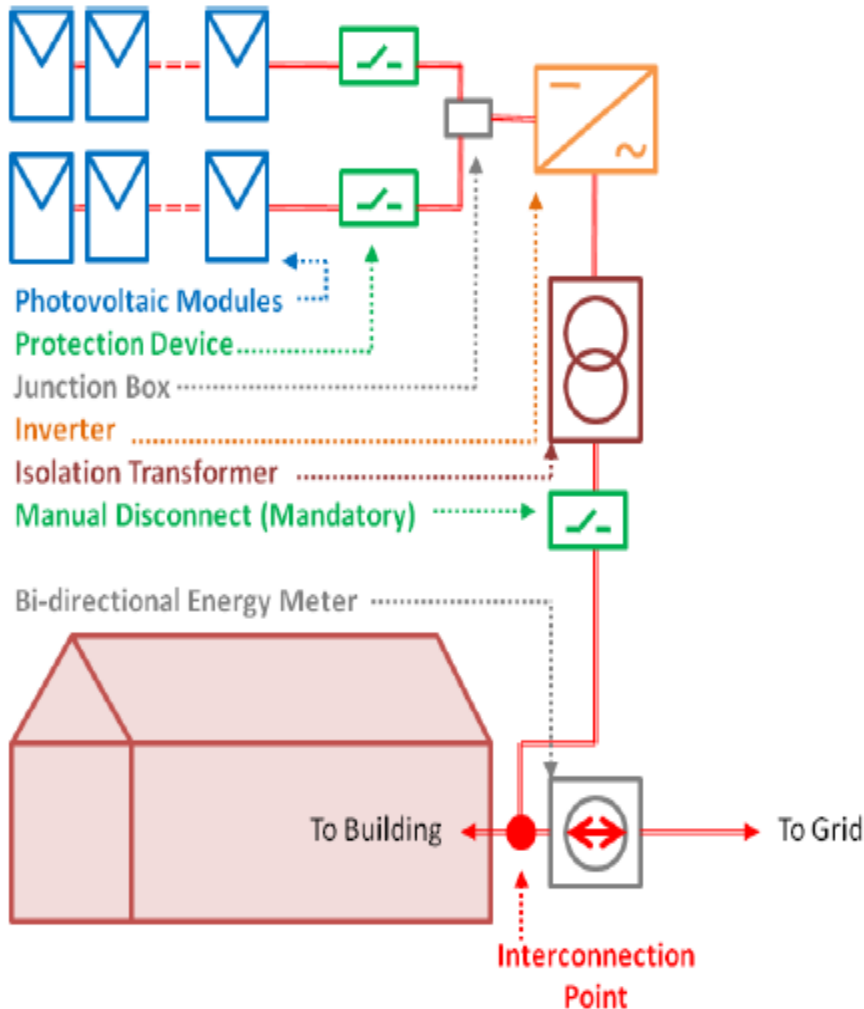 Photovoltaic Modules
Protection Device
Junction Box
Inverter
Isolation Transformer
Manual Disconnect (Mandatory)
Bi-directional Energy Meter
To Building
To Grid
Interconnection
Point